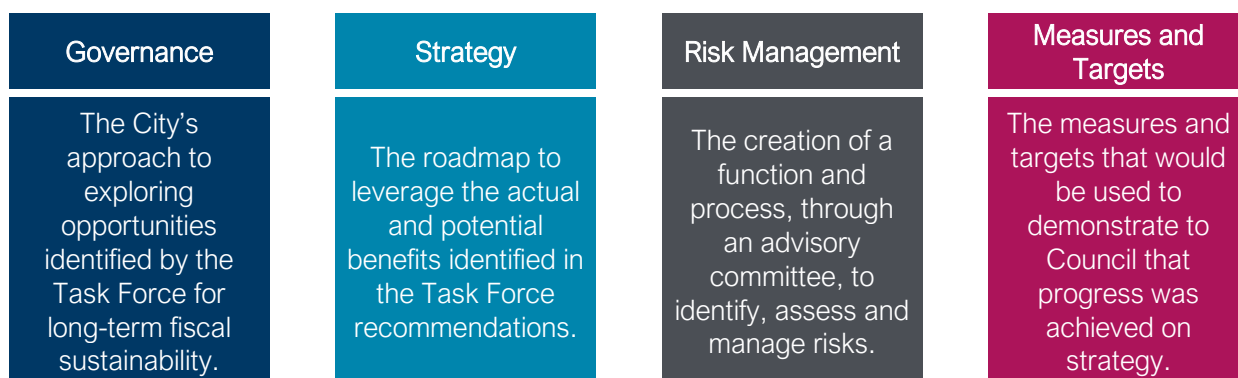 Governance
The City's
approach to
exploring
opportunities
identified by the
Task Force for
long-term fiscal
sustainability.
Strategy
The roadmap to
leverage the actual
and potential
benefits identified in
the Task Force
recommendations.
Risk Management
The creation of a
function and
process, through
an advisory
committee, to
identify, assess and
manage risks.
Measures and
Targets
The measures and
targets that would
be used to
demonstrate to
Council that
progress was
achieved on
strategy.